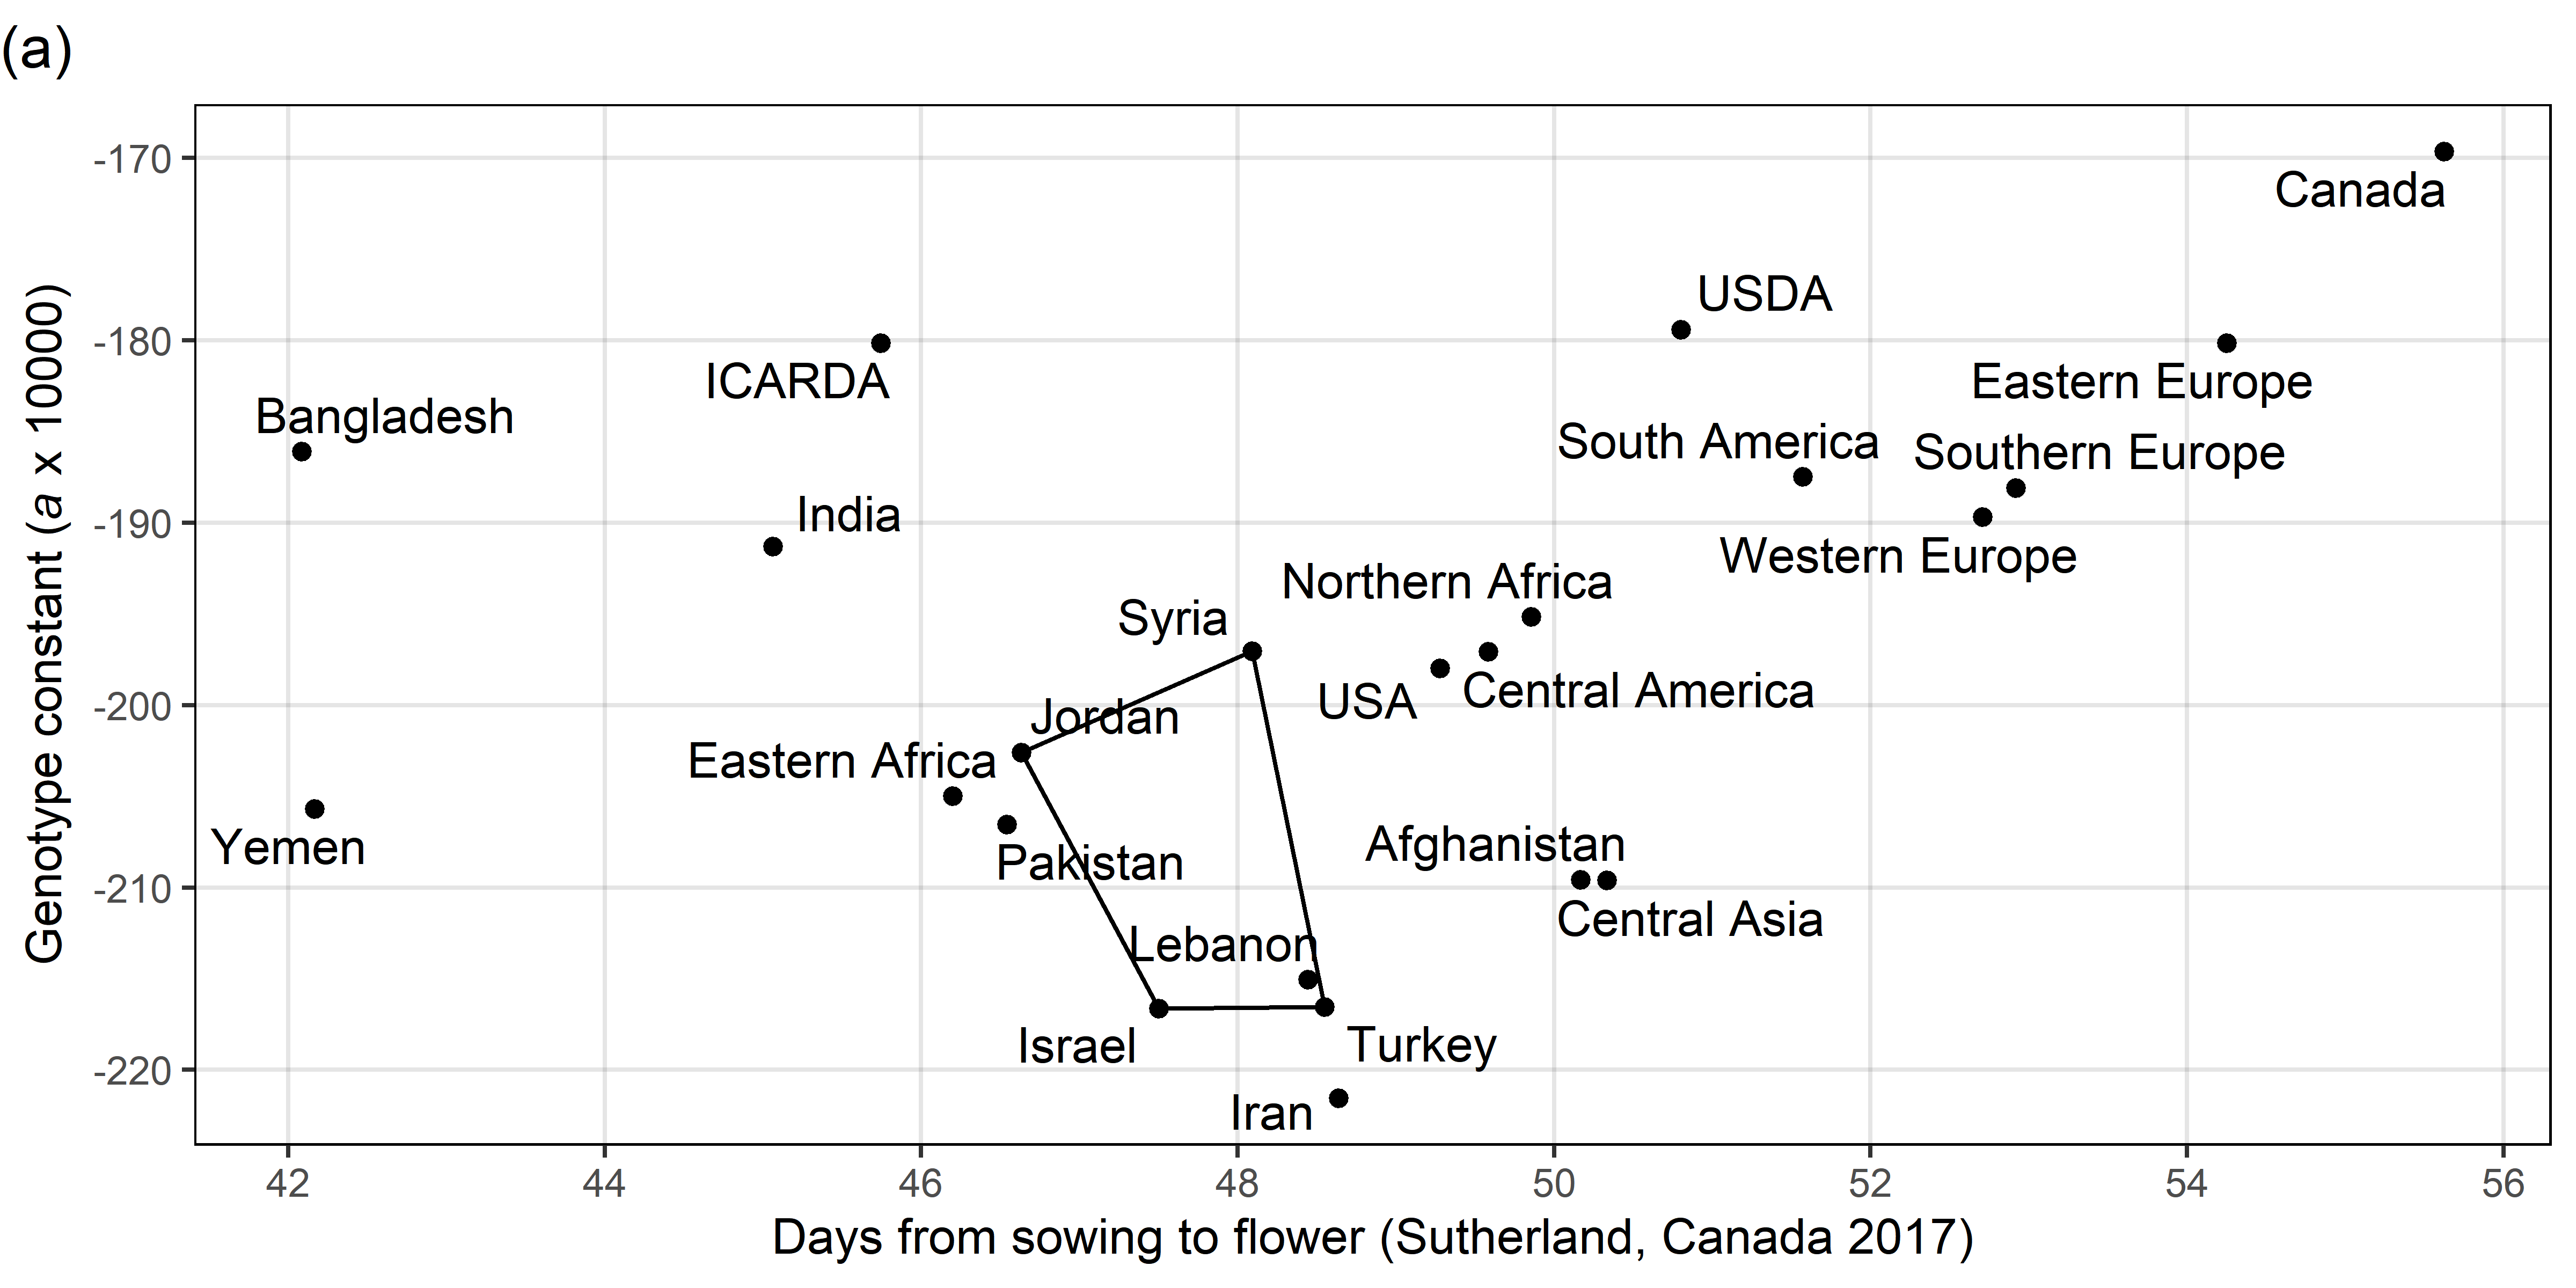 (a)
Genotype constant (a x 10000)
-170
-180
-190
-200
-210
-220
Canada
USDA
ICARDA
Eastern Europe
Bangladesh
South America
Southern Europe
India
Western Europe
Northern Africa
Syria
USA
Central America
Jordan
Eastern Africa
Yemen
Pakistan
Afghanistan
Central Asia
Lebanon
Israel
Turkey
Iran
42 44 46 48 50 52 54 56
Days from sowing to flower (Sutherland, Canada 2017)